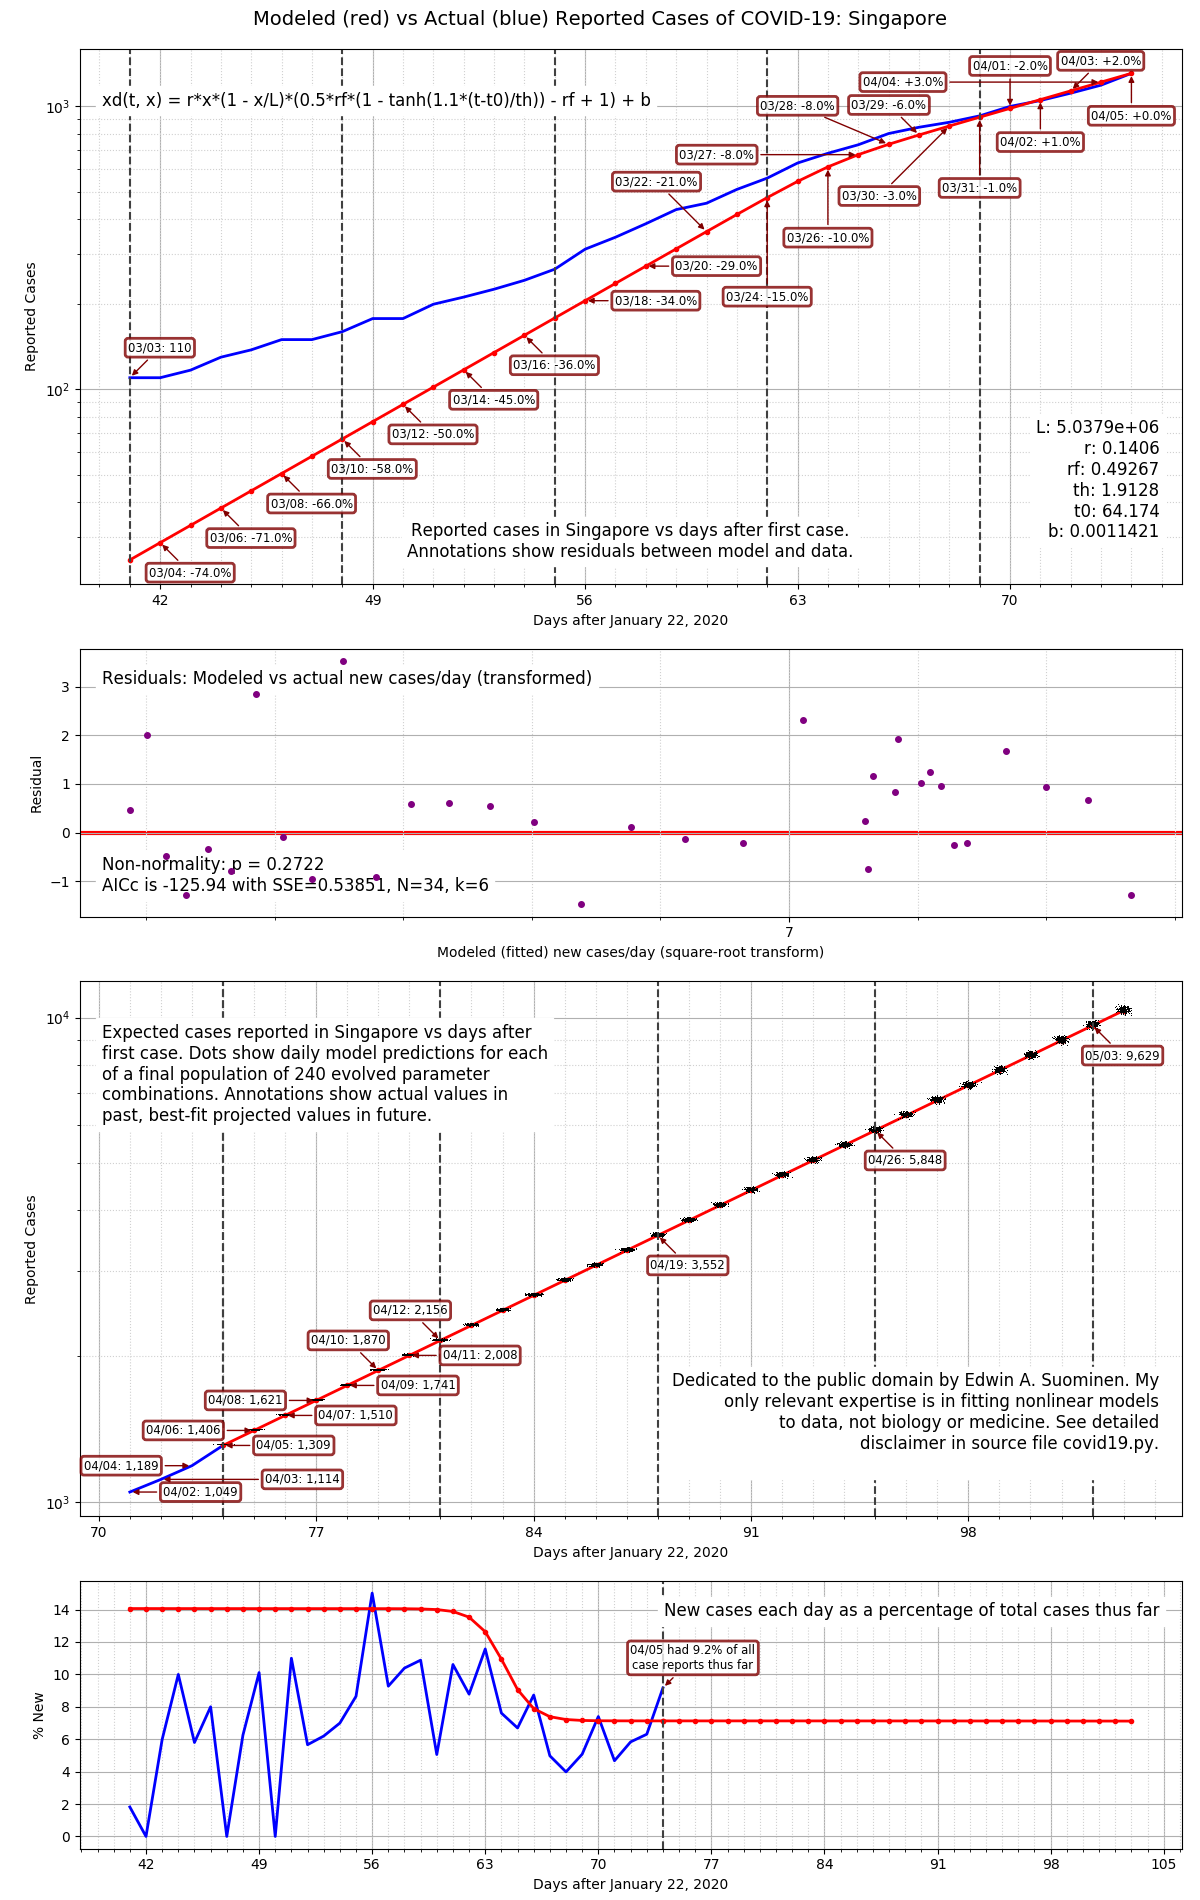 Modeled (red) vs Actual (blue) Reported Cases of COVID-19: Singapore
xd(t, x) = r*x*(1 - x/L)*(0.5*rf*(1 - tanh(1.1*(t-t0)/th)) - rf + 1) + b
04/01: -2.0%
04/03: +2.0%
04/04: +3.0%
03/28: -8.0%
03/29: -6.0%
04/05: +0.0%
04/02: +1.0%
03/27: -8.0%
03/22: -21.0%
03/31: -1.0%
03/30: -3.0%
03/26: -10.0%
03/20: -29.0%
03/24: -15.0%
03/18: -34.0%
03/03: 110
03/16: -36.0%
03/14: -45.0%
03/12: -50.0%
03/10: -58.0%
03/08: -66.0%
03/06: -71.0%
03/04: -74.0%
10³
10²
Reported Cases
L: 5.0379e+06
r: 0.1406
rf: 0.49267
th: 1.9128
t0: 64.174
b: 0.0011421
Reported cases in Singapore vs days after first case.
Annotations show residuals between model and data.
42 49 56 63 70
Days after January 22, 2020
Residuals: Modeled vs actual new cases/day (transformed)
3
2
1
0
−1
Residual
Non-normality: p = 0.2722
AICc is -125.94 with SSE=0.53851, N=34, k=6
7
Modeled (fitted) new cases/day (square-root transform)
10⁴
Expected cases reported in Singapore vs days after
first case. Dots show daily model predictions for each
of a final population of 240 evolved parameter
combinations. Annotations show actual values in
past, best-fit projected values in future.
05/03: 9,629
04/26: 5,848
04/19: 3,552
Reported Cases
04/12: 2,156
04/10: 1,870
04/11: 2,008
04/09: 1,741
04/08: 1,621
04/07: 1,510
04/06: 1,406
04/05: 1,309
04/04: 1,189
04/03: 1,114
04/02: 1,049
10³
Dedicated to the public domain by Edwin A. Suominen. My
only relevant expertise is in fitting nonlinear models
to data, not biology or medicine. See detailed
disclaimer in source file covid19.py.
70 77 84 91 98
Days after January 22, 2020
New cases each day as a percentage of total cases thus far
04/05 had 9.2% of all
case reports thus far
14
12
10
8
6
4
2
0
% New
42 49 56 63 70 77 84 91 98 105
Days after January 22, 2020